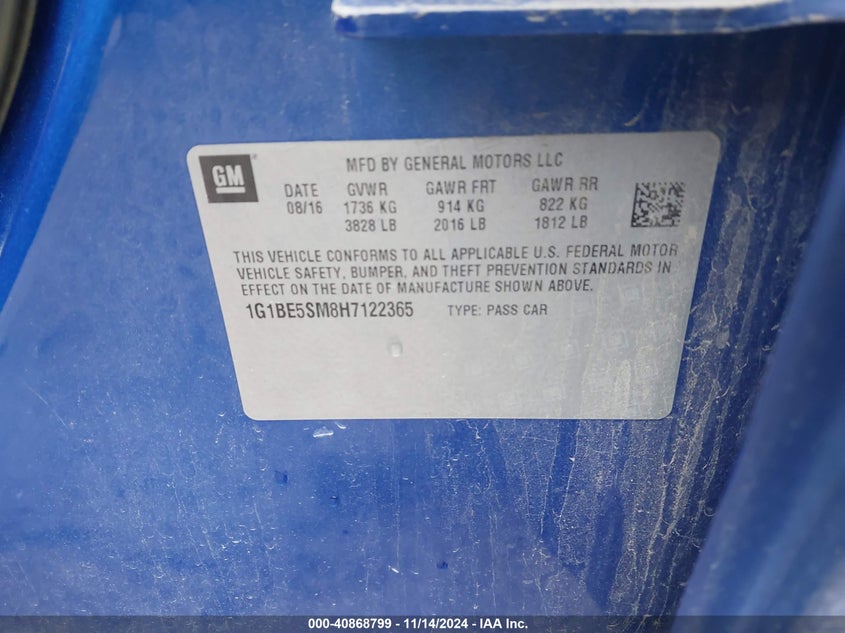 GM
MFD BY GENERAL MOTORS LLC
DATE GVWR GAWR FRT GAWR RR
08/16 1736 KG 914 KG 822 KG
3828 LB 2016 LB 1812 LB
THIS VEHICLE CONFORMS TO ALL APPLICABLE U.S. FEDERAL MOTOR
VEHICLE SAFETY, BUMPER, AND THEFT PREVENTION STANDARDS IN
EFFECT ON THE DATE OF MANUFACTURE SHOWN ABOVE.
1G1BE5SM8H7122365 TYPE: PASS CAR
000-40868799 - 11/14/2024 - IAA Inc.